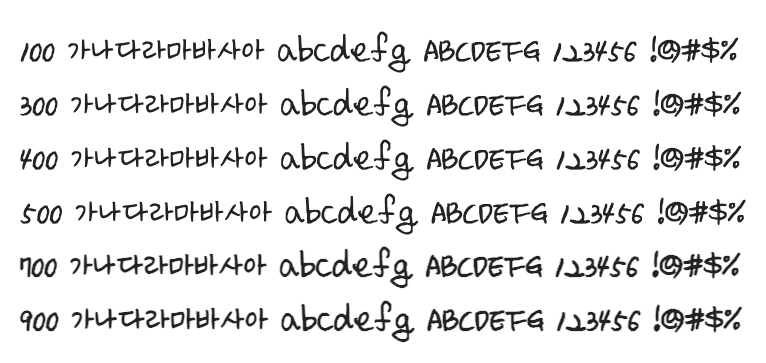 100 가나다라마바사아 abcdefg ABCDEFG 123456 !@#$%
300 가나다라마바사아 abcdefg ABCDEFG 123456 !@#$%
400 가나다라마바사아 abcdefg ABCDEFG 123456 !@#$%
500 가나다라마바사아 abcdefg ABCDEFG 123456 !@#$%
700 가나다라마바사아 abcdefg ABCDEFG 123456 !@#$%
900 가나다라마바사아 abcdefg ABCDEFG 123456 !@#$%